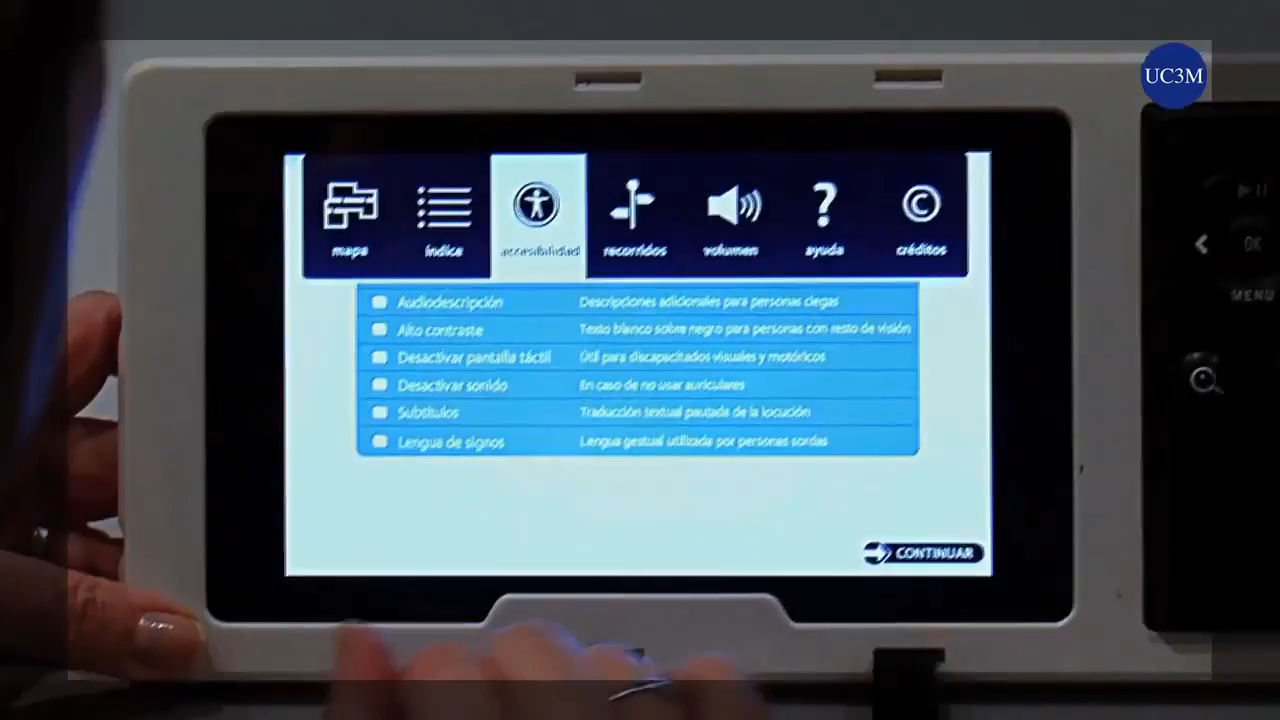 UC3M
mapa índice accesibilidad recorridos volumen ayuda créditos
Audiodescripción Descripciones adicionales para personas ciegas
Alto contraste Texto blanco sobre negro para personas con resto de visión
Desactivar pantalla táctil Útil para discapacitados visuales y motóricos
Desactivar sonido En caso de no usar auriculares
Subtítulos Traducción textual pautada de la locución
Lengua de signos Lengua gestual utilizada por personas sordas
CONTINUAR
OK
MENU